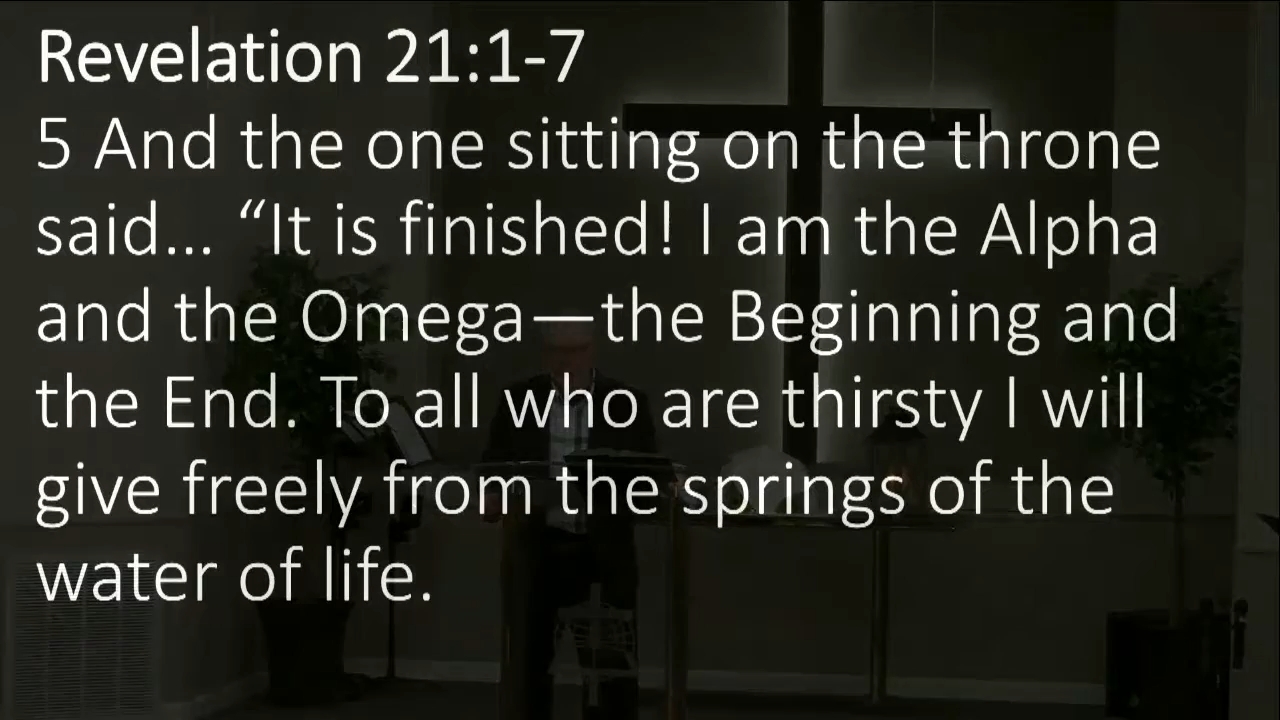 Revelation 21:1-7
5 And the one sitting on the throne
said... “It is finished! I am the Alpha
and the Omega—the Beginning and
the End. To all who are thirsty I will
give freely from the springs of the
water of life.